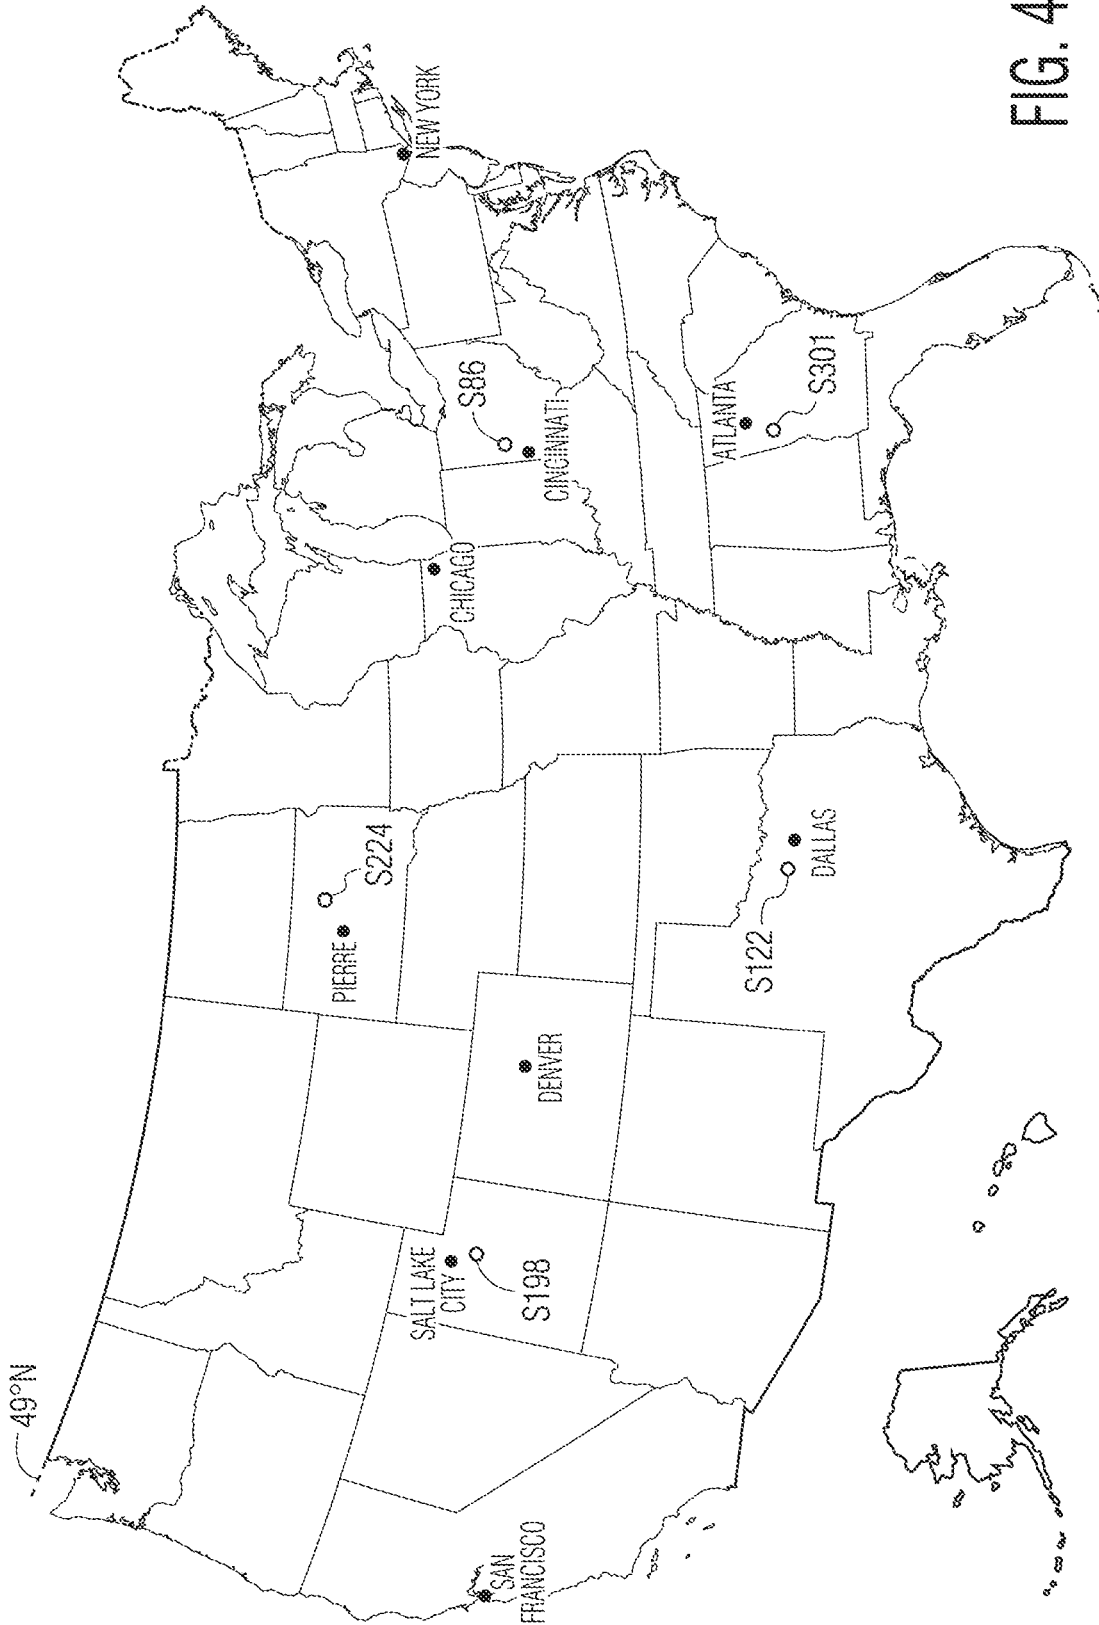 49°N
SAN
FRANCISCO
SALT LAKE
CITY
S198
DENVER
PIERRE
S224
S122
DALLAS
CHICAGO
S86
CINCINNATI
ATLANTA
S301
NEW YORK
FIG. 4